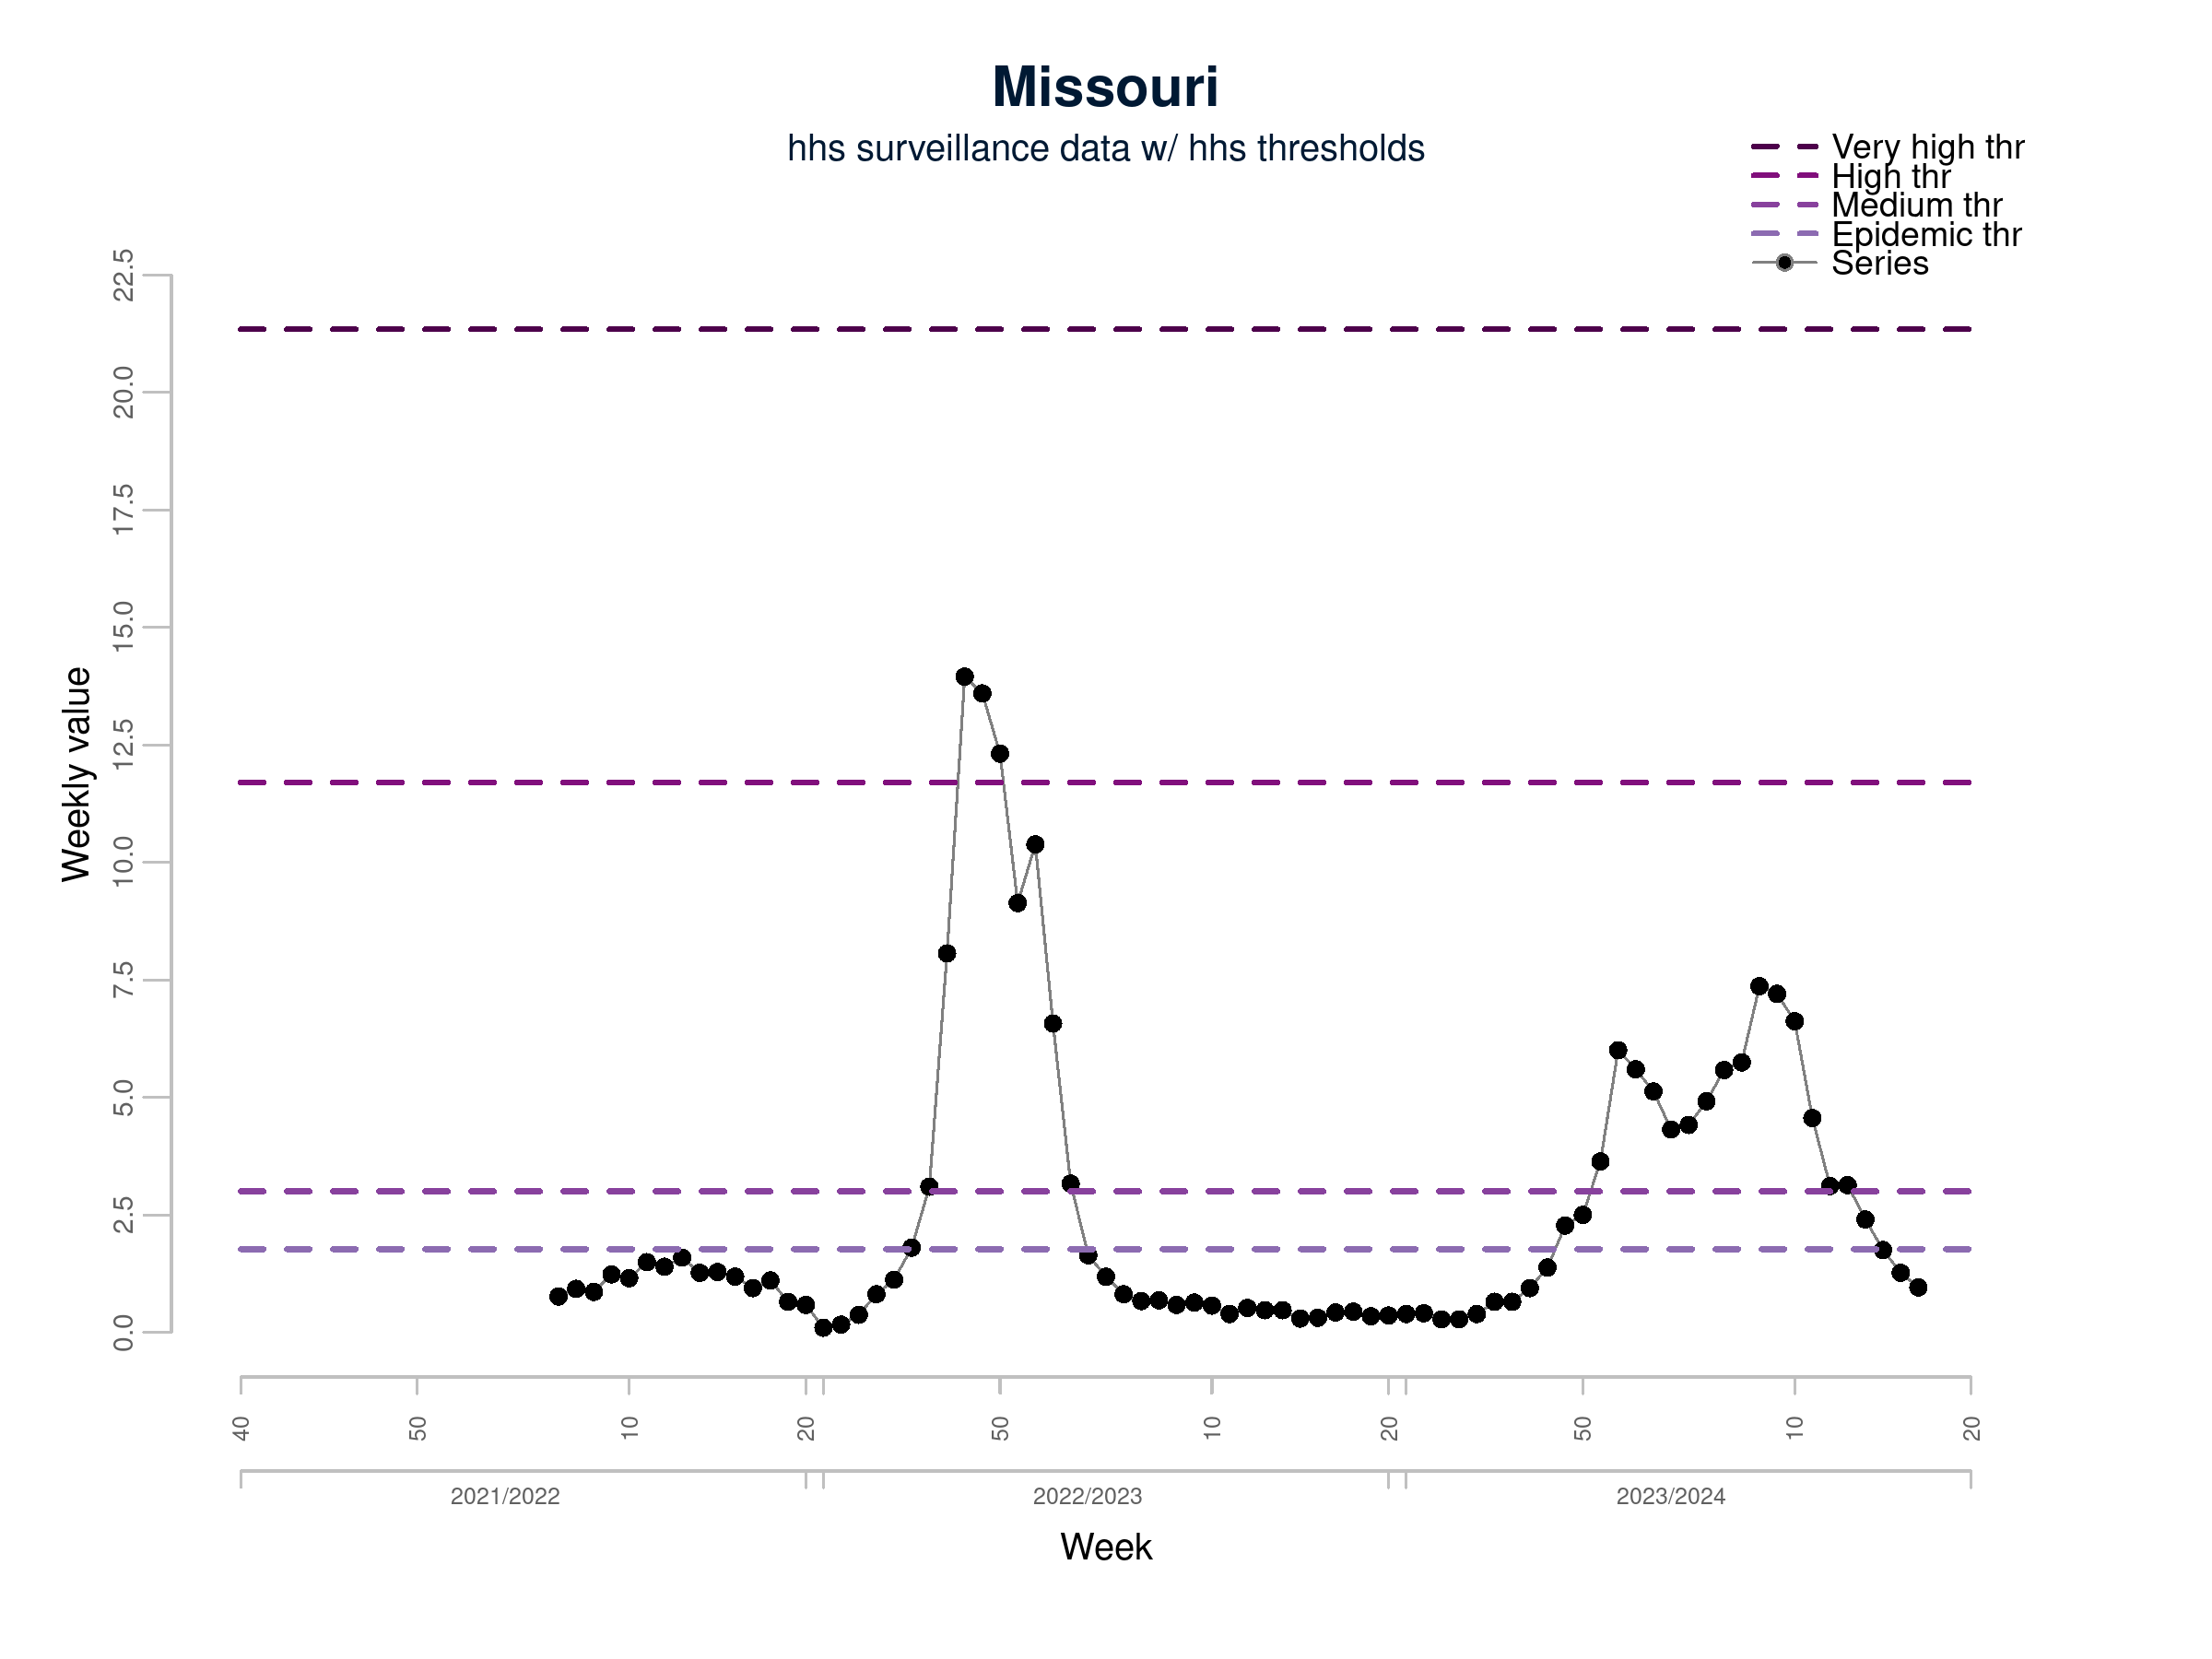 Missouri
hhs surveillance data w/ hhs thresholds
Very high thr
High thr
Medium thr
Epidemic thr
Series
22.5
20.0
17.5
15.0
12.5
10.0
7.5
5.0
2.5
0.0
Weekly value
40 50 10 20 50 10 20 50 10 20
2021/2022 2022/2023 2023/2024
Week